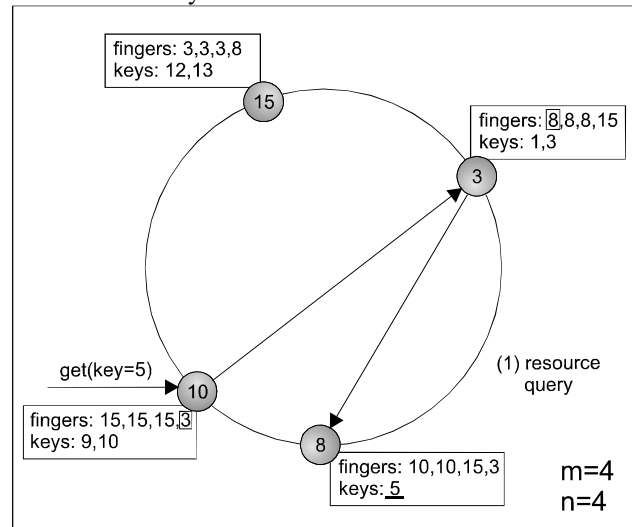 fingers: 3,3,3,8
keys: 12,13
15
fingers: 8,8,8,15
keys: 1,3
3
get(key=5)
10
fingers: 15,15,15,3
keys: 9,10
(1) resource
query
8
fingers: 10,10,15,3
keys: 5
m=4
n=4